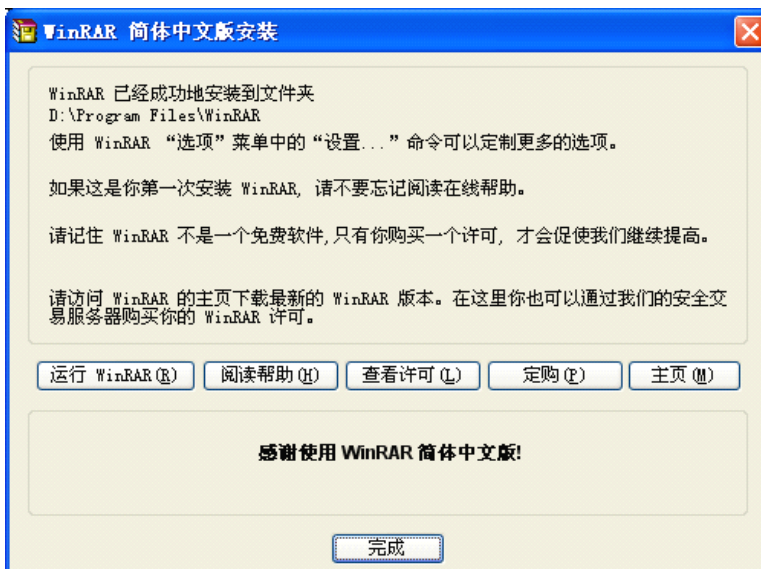 WinRAR 简体中文版安装
WinRAR 已经成功地安装到文件夹
D:\Program Files\WinRAR
使用 WinRAR “选项”菜单中的“设置...”命令可以定制更多的选项。
如果这是你第一次安装 WinRAR, 请不要忘记阅读在线帮助。
请记住 WinRAR 不是一个免费软件,只有你购买一个许可, 才会促使我们继续提高。
请访问 WinRAR 的主页下载最新的 WinRAR 版本。在这里你也可以通过我们的安全交
易服务器购买你的 WinRAR 许可。
运行 WinRAR(R) 阅读帮助(H) 查看许可(L) 定购(P) 主页(M)
感谢使用 WinRAR 简体中文版!
完成